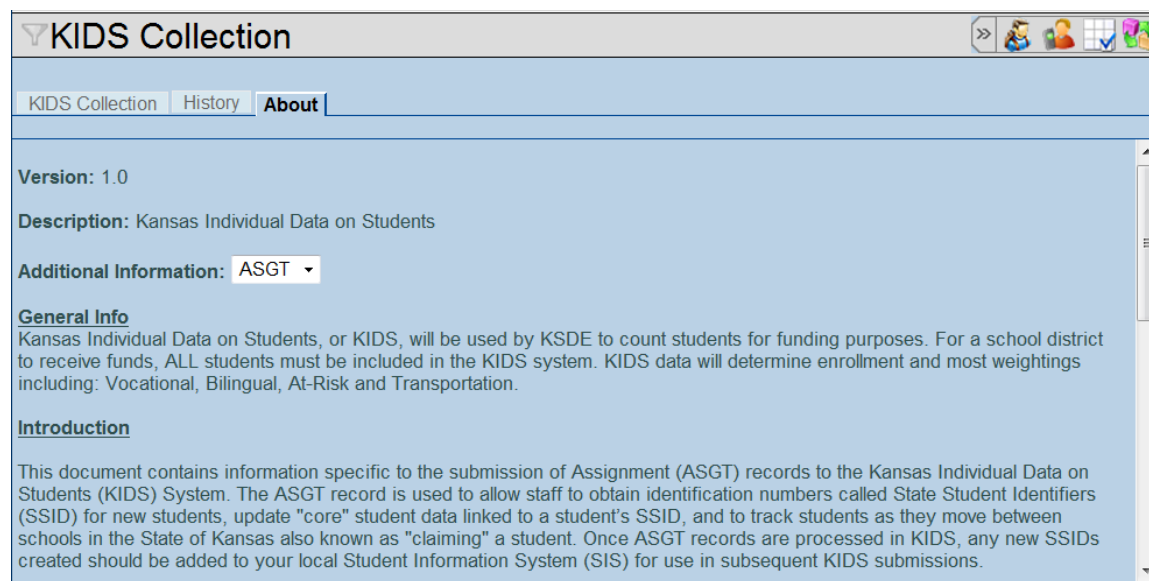 KIDS Collection
KIDS Collection History About
Version: 1.0
Description: Kansas Individual Data on Students
Additional Information: ASGT
General Info
Kansas Individual Data on Students, or KIDS, will be used by KSDE to count students for funding purposes. For a school district
to receive funds, ALL students must be included in the KIDS system. KIDS data will determine enrollment and most weightings
including: Vocational, Bilingual, At-Risk and Transportation.
Introduction
This document contains information specific to the submission of Assignment (ASGT) records to the Kansas Individual Data on
Students (KIDS) System. The ASGT record is used to allow staff to obtain identification numbers called State Student Identifiers
(SSID) for new students, update "core" student data linked to a student's SSID, and to track students as they move between
schools in the State of Kansas also known as "claiming" a student. Once ASGT records are processed in KIDS, any new SSIDs
created should be added to your local Student Information System (SIS) for use in subsequent KIDS submissions.